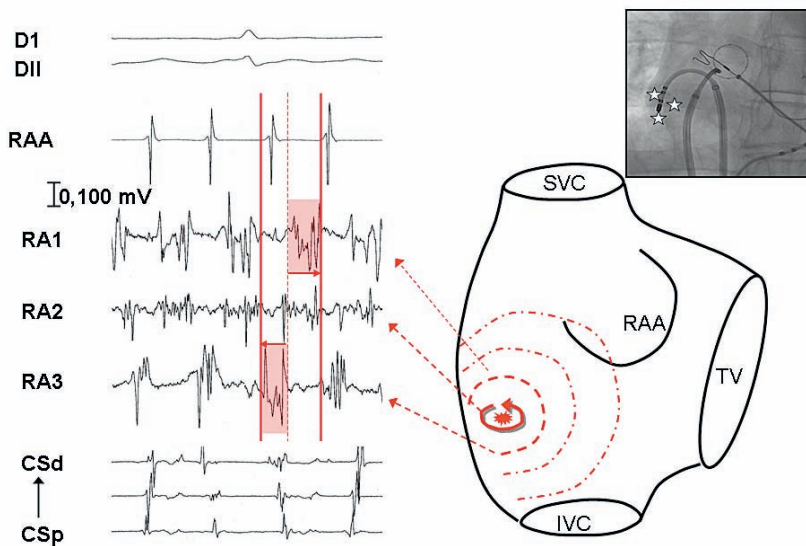 D1
DII
RAA
0,100 mV
RA1
RA2
RA3
CSd
CSp
SVC
RAA
TV
IVC